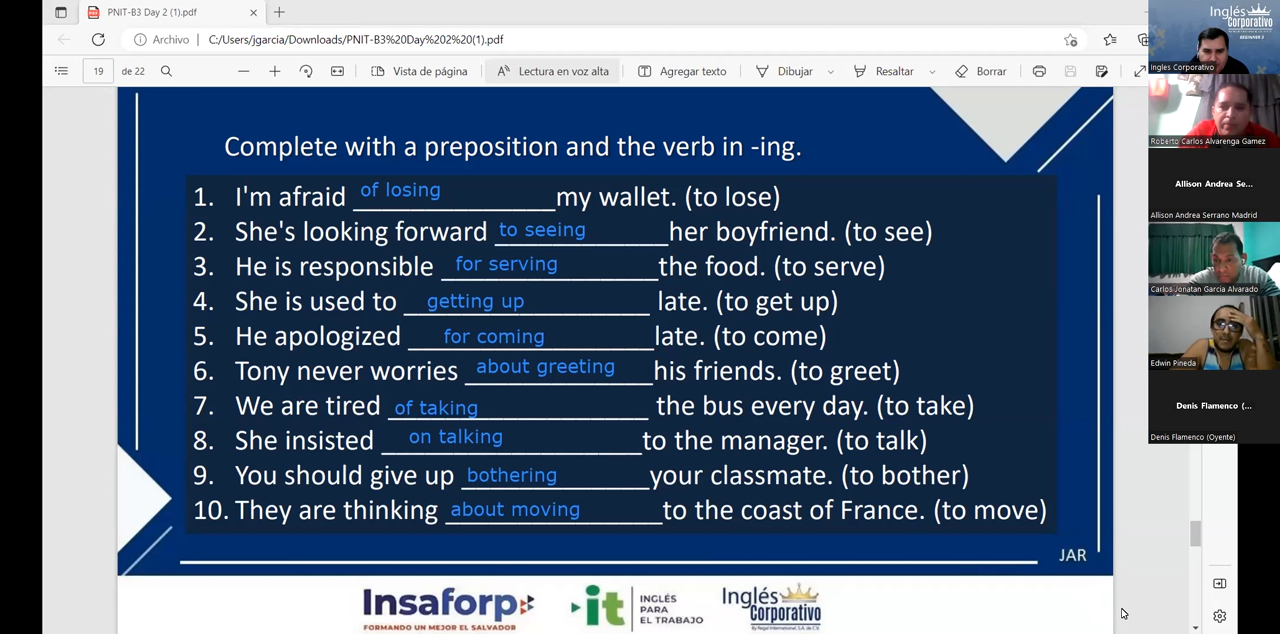 PNIT-B3 Day 2 (1).pdf
Archivo C:/Users/jgarcia/Downloads/PNIT-B3%20Day%202%20(1).pdf
19 de 22 Vista de página Lectura en voz alta Agregar texto Dibujar Resaltar Borrar
Complete with a preposition and the verb in -ing.
1. I'm afraid of losing my wallet. (to lose)
2. She's looking forward to seeing her boyfriend. (to see)
3. He is responsible for serving the food. (to serve)
4. She is used to getting up late. (to get up)
5. He apologized for coming late. (to come)
6. Tony never worries about greeting his friends. (to greet)
7. We are tired of taking the bus every day. (to take)
8. She insisted on talking to the manager. (to talk)
9. You should give up bothering your classmate. (to bother)
10. They are thinking about moving to the coast of France. (to move)
JAR
Insaforp
FORMANDO UN MEJOR EL SALVADOR
it INGLÉS PARA EL TRABAJO
Inglés Corporativo
By Regal International, S.A. de C.V.
Inglés
Corporativo
BEGINNER 3
Ingles Corporativo
Roberto Carlos Alvarenga Gamez
Allison Andrea Se...
Allison Andrea Serrano Madrid
Carlos Jonatan Garcia Alvarado
Edwin Pineda
Denis Flamenco (...
Denis Flamenco (Oyente)